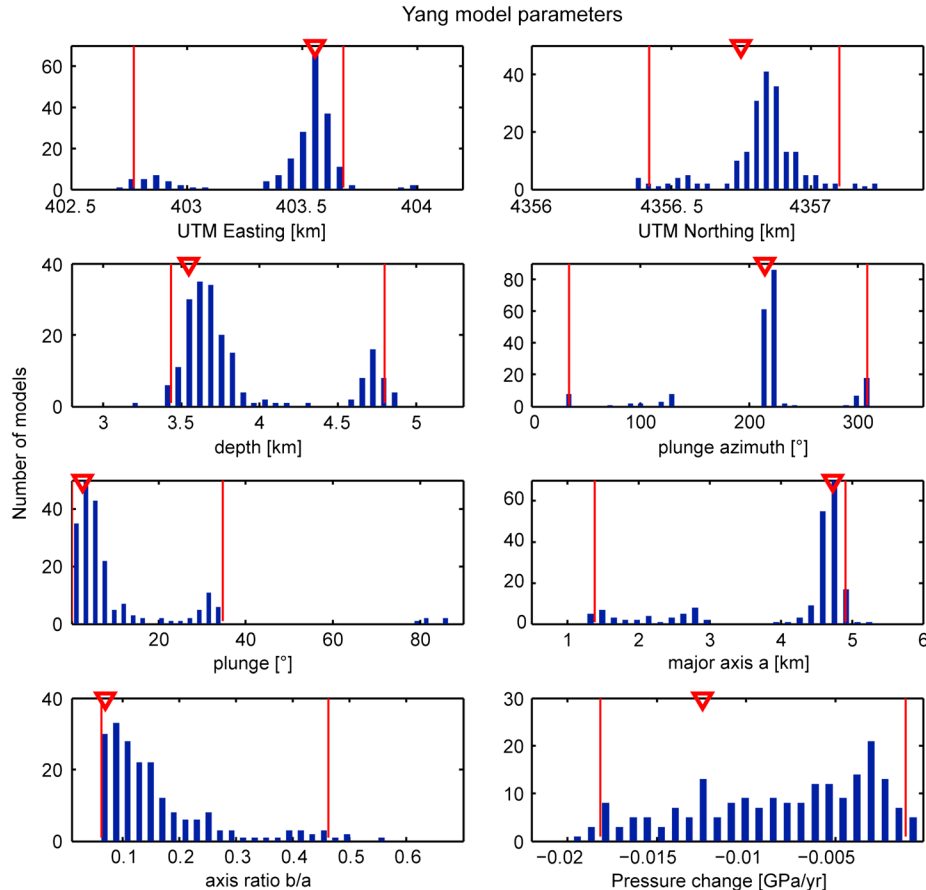 Yang model parameters
60
40
20
0
402. 5 403 403. 5 404
UTM Easting [km]
40
20
0
4356 4356. 5 4357
UTM Northing [km]
40
20
0
3 3.5 4 4.5 5
depth [km]
80
60
40
20
0
0 100 200 300
plunge azimuth [°]
Number of models
40
20
0
20 40 60 80
plunge [°]
60
40
20
0
1 2 3 4 5 6
major axis a [km]
40
20
0
0.1 0.2 0.3 0.4 0.5 0.6
axis ratio b/a
30
20
10
0
−0.02 −0.015 −0.01 −0.005
Pressure change [GPa/yr]